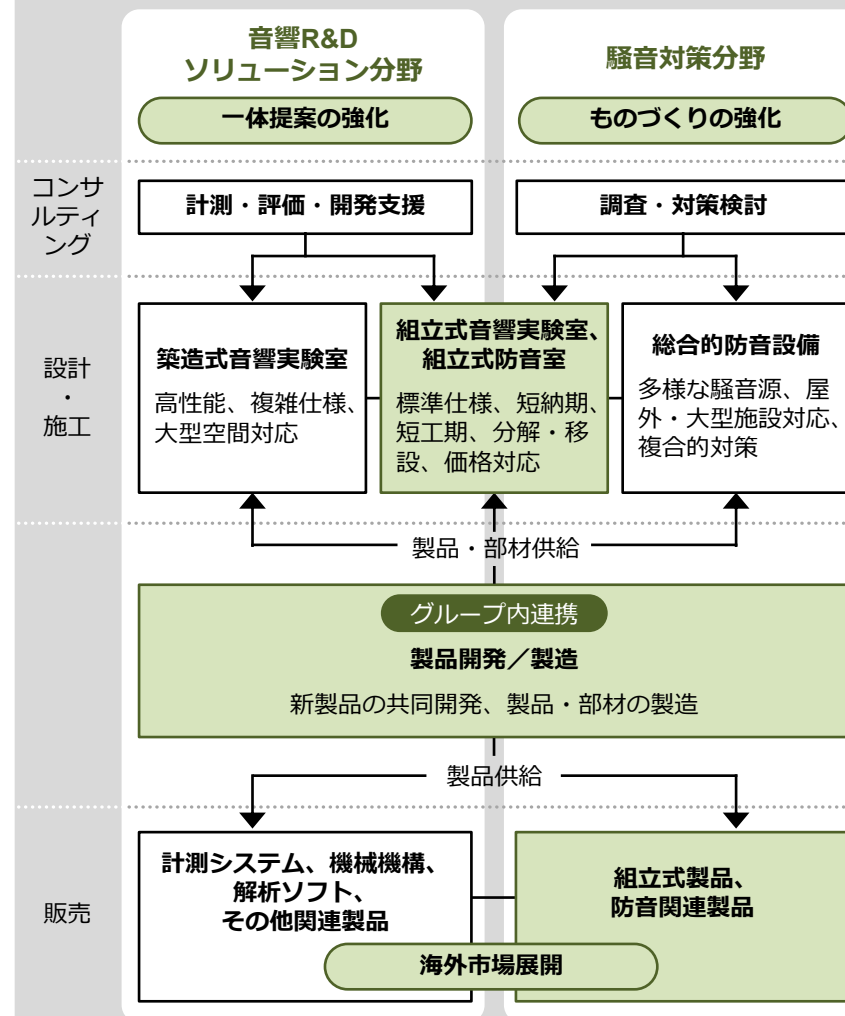 音響R&D
ソリューション分野
騒音対策分野
一体提案の強化
ものづくりの強化
コンサ
ルティ
ング
計測・評価・開発支援
調査・対策検討
設計
・
施工
築造式音響実験室
高性能、複雑仕様、
大型空間対応
組立式音響実験室、
組立式防音室
標準仕様、短納期、
短工期、分解・移
設、価格対応
総合的防音設備
多様な騒音源、屋
外・大型施設対応、
複合的対策
製品・部材供給
グループ内連携
製品開発／製造
新製品の共同開発、製品・部材の製造
製品供給
販売
計測システム、機械機構、
解析ソフト、
その他関連製品
組立式製品、
防音関連製品
海外市場展開